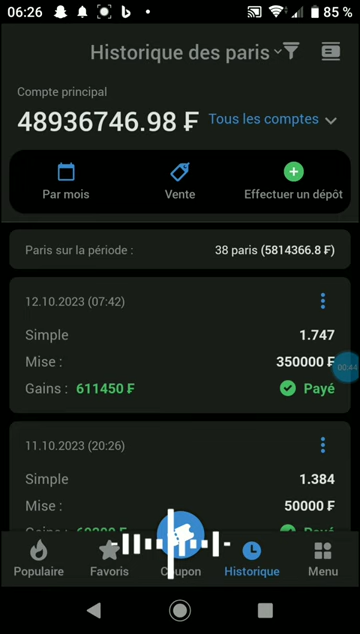 06:26 85 %
Historique des paris
Compte principal
48936746.98 ₣ Tous les comptes
Par mois Vente Effectuer un dépôt
Paris sur la période : 38 paris (5814366.8 ₣)
12.10.2023 (07:42)
Simple 1.747
Mise : 350000 ₣
00:44
Gains : 611450 ₣ Payé
11.10.2023 (20:26)
Simple 1.384
Mise : 50000 ₣
Populaire Favoris Coupon Historique Menu